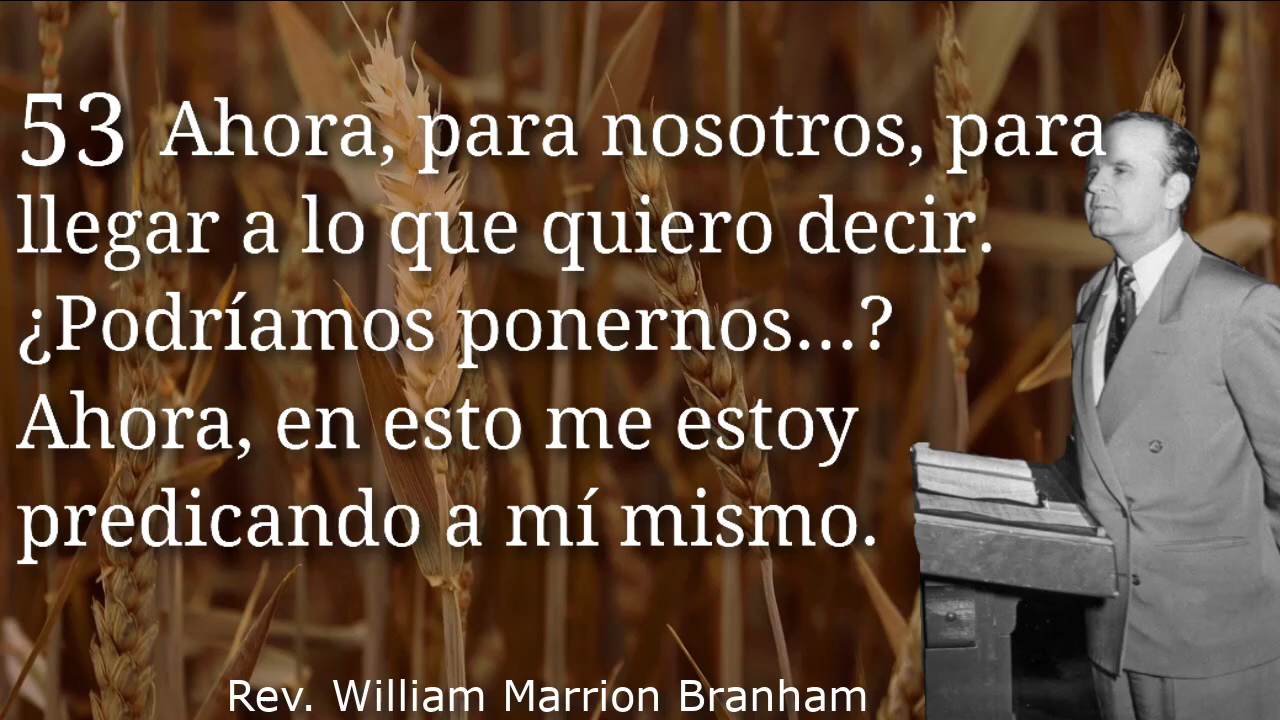 53 Ahora, para nosotros, para
llegar a lo que quiero decir.
¿Podríamos ponernos...?
Ahora, en esto me estoy
predicando a mí mismo.
Rev. William Marrion Branham